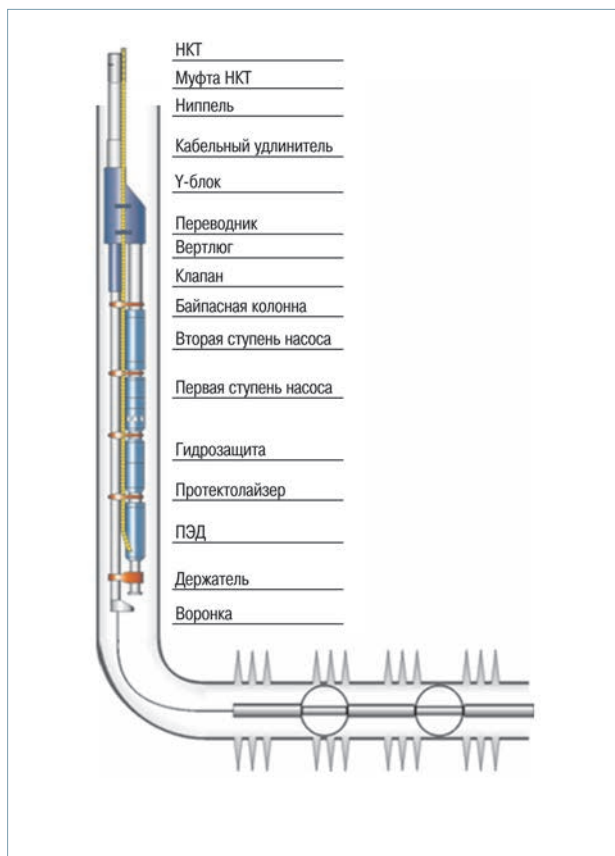 НКТ
Муфта НКТ
Ниппель
Кабельный удлинитель
Y-блок
Переводник
Вертлюг
Клапан
Байпасная колонна
Вторая ступень насоса
Первая ступень насоса
Гидрозащита
Протектолайзер
ПЭД
Держатель
Воронка